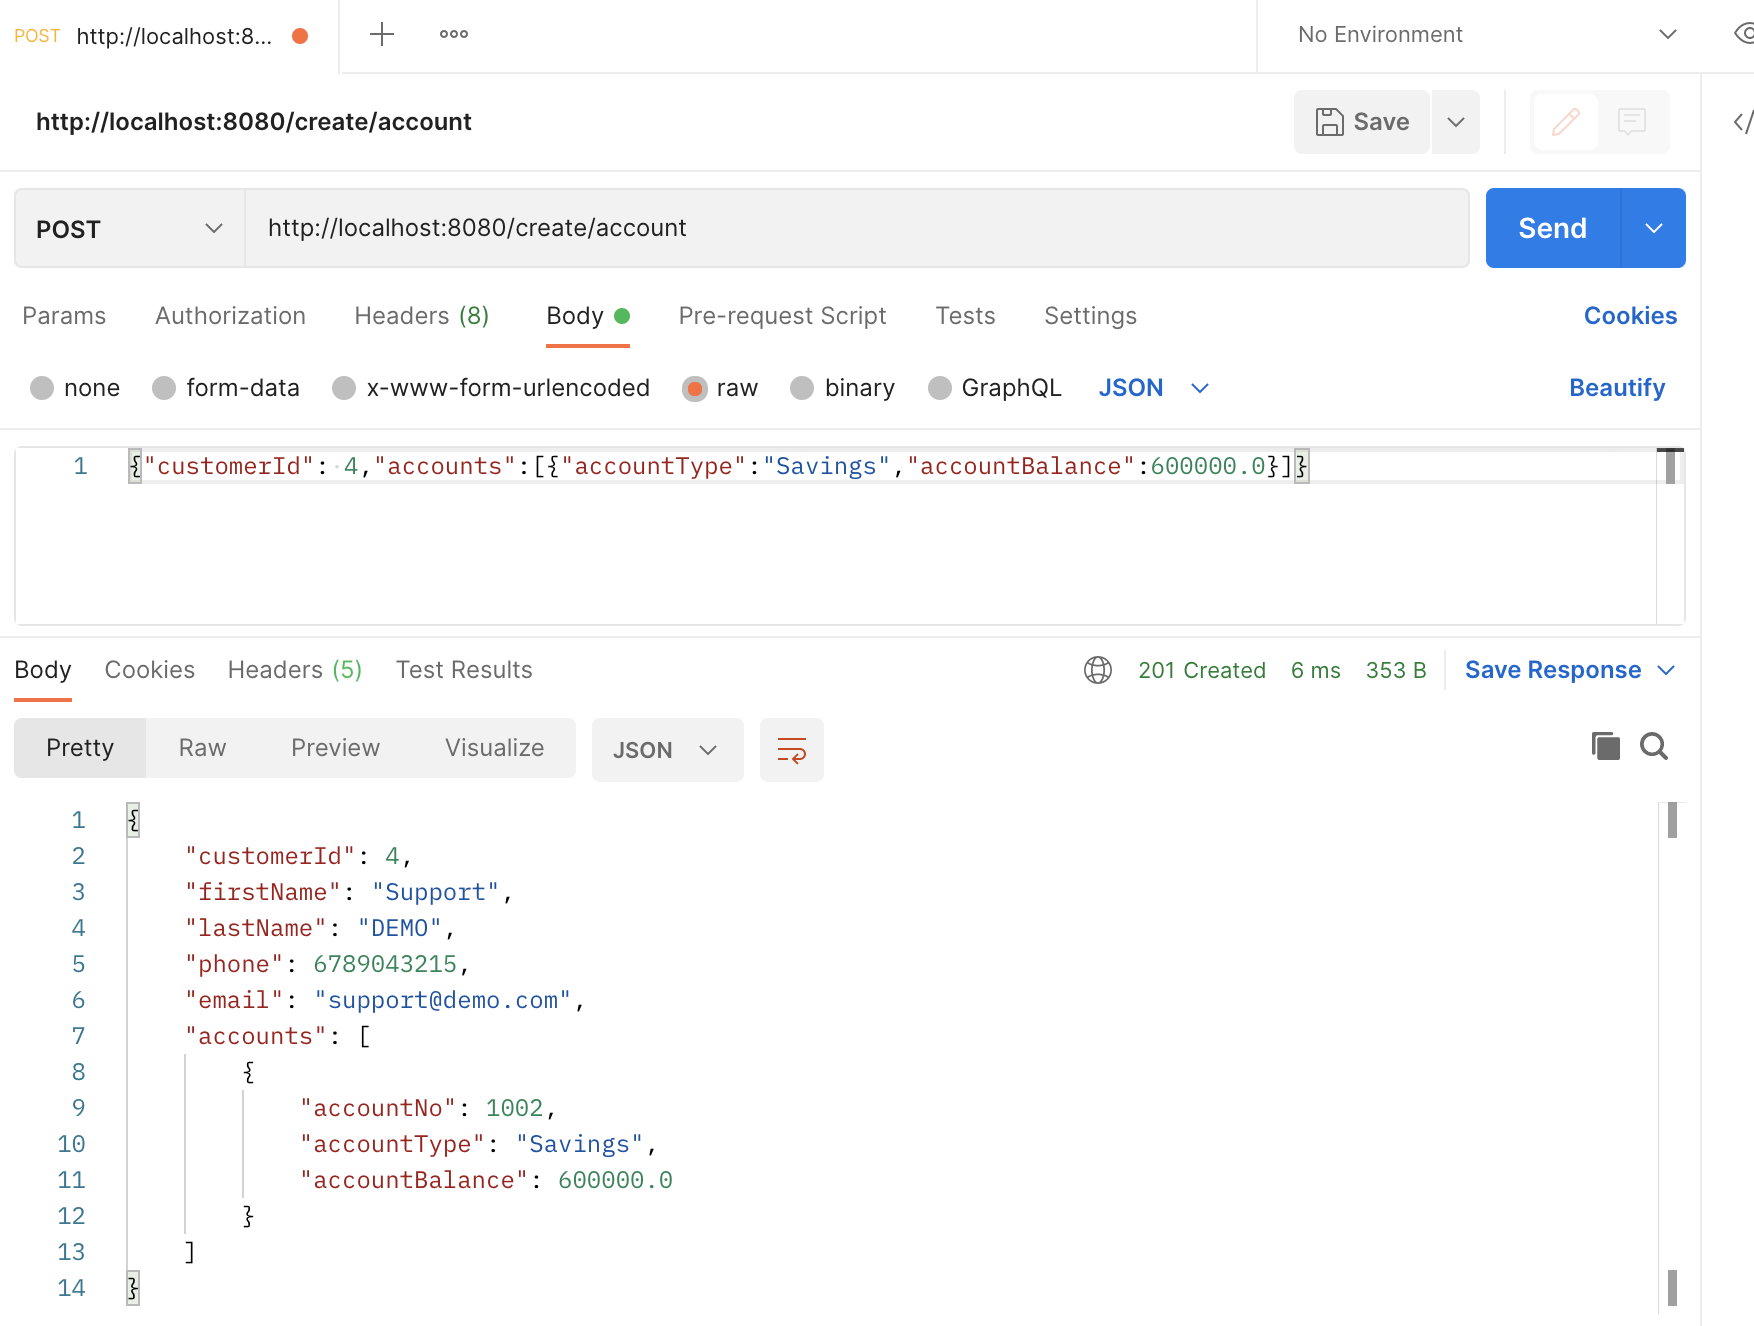 POST http://localhost:8... No Environment
http://localhost:8080/create/account Save
POST http://localhost:8080/create/account Send
Params Authorization Headers (8) Body Pre-request Script Tests Settings Cookies
none form-data x-www-form-urlencoded raw binary GraphQL JSON Beautify
1 {"customerId": 4,"accounts":[{"accountType":"Savings","accountBalance":600000.0}]}
Body Cookies Headers (5) Test Results 201 Created 6 ms 353 B Save Response
Pretty Raw Preview Visualize JSON
1 {
2 "customerId": 4,
3 "firstName": "Support",
4 "lastName": "DEMO",
5 "phone": 6789043215,
6 "email": "support@demo.com",
7 "accounts": [
8 {
9 "accountNo": 1002,
10 "accountType": "Savings",
11 "accountBalance": 600000.0
12 }
13 ]
14 }